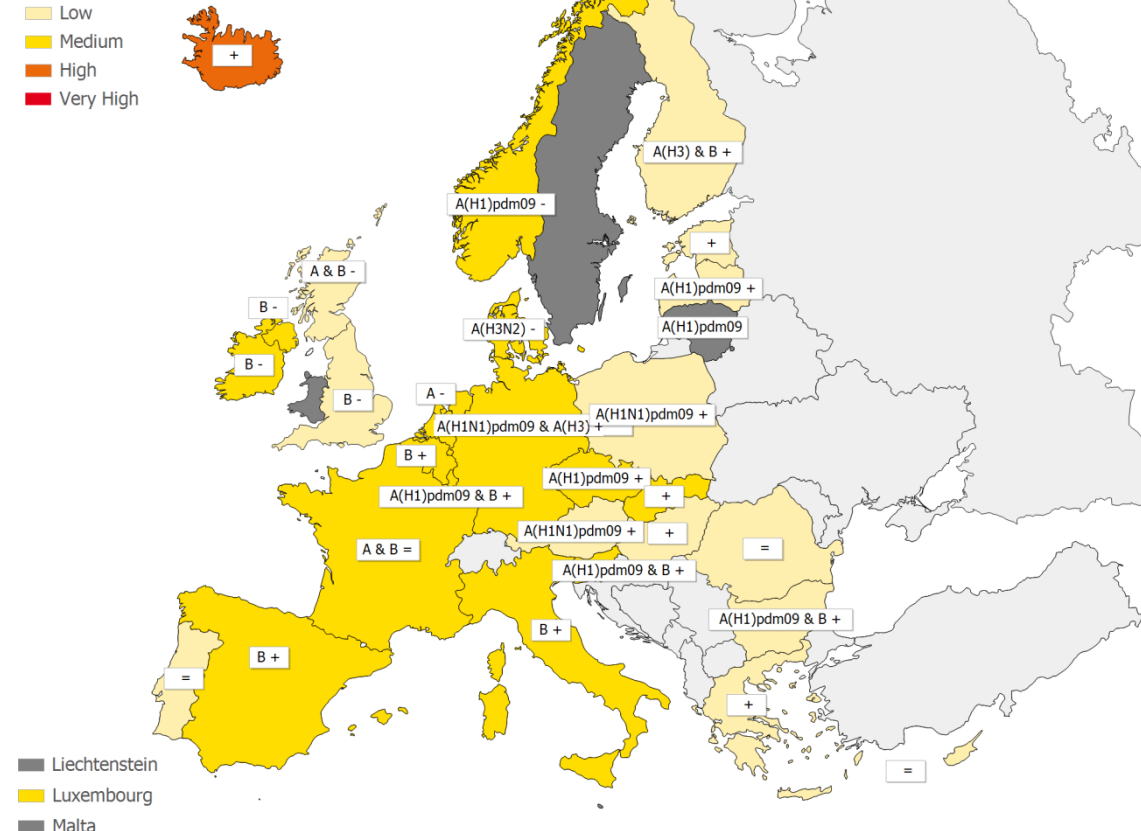 Low
Medium
High
Very High
+
A(H3) & B +
A(H1)pdm09 -
+
A & B -
A(H1)pdm09 +
B -
A(H3N2) -
A(H1)pdm09
B -
A -
B -
A(H1N1)pdm09 +
A(H1N1)pdm09 & A(H3) +
B +
A(H1)pdm09 +
A(H1)pdm09 & B +
+
A(H1N1)pdm09 +
+
A & B =
=
A(H1)pdm09 & B +
A(H1)pdm09 & B +
B +
B +
=
+
=
Liechtenstein
Luxembourg
Malta